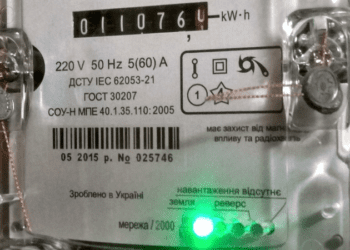 011076 kW·h
220 V 50 Hz 5(60) A
ДСТУ IEC 62053-21
ГОСТ 30207
СОУ-Н МПЕ 40.1.35.110:2005
1
має захист від
впливу та
05 2015 р. № 025746
навантаження відсутнє
Зроблено в Україні
земля реверс
мережа/2000